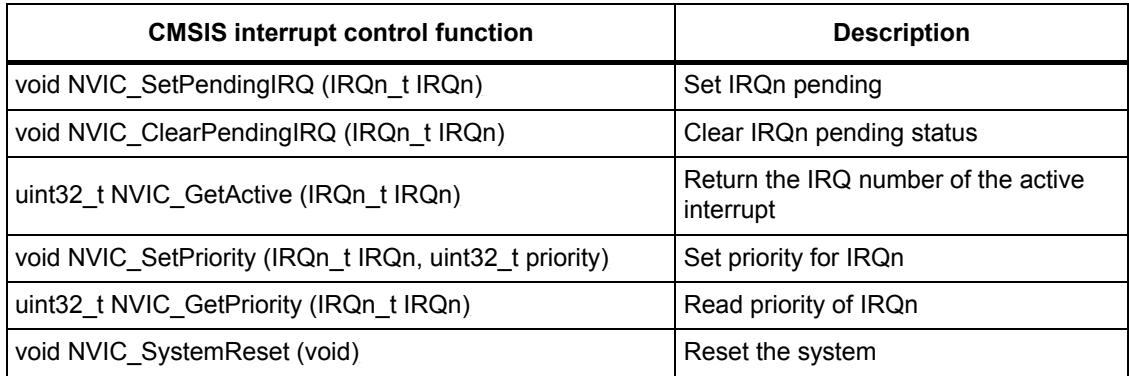 CMSIS interrupt control function Description
void NVIC_SetPendingIRQ (IRQn_t IRQn) Set IRQn pending
void NVIC_ClearPendingIRQ (IRQn_t IRQn) Clear IRQn pending status
uint32_t NVIC_GetActive (IRQn_t IRQn) Return the IRQ number of the active
interrupt
void NVIC_SetPriority (IRQn_t IRQn, uint32_t priority) Set priority for IRQn
uint32_t NVIC_GetPriority (IRQn_t IRQn) Read priority of IRQn
void NVIC_SystemReset (void) Reset the system